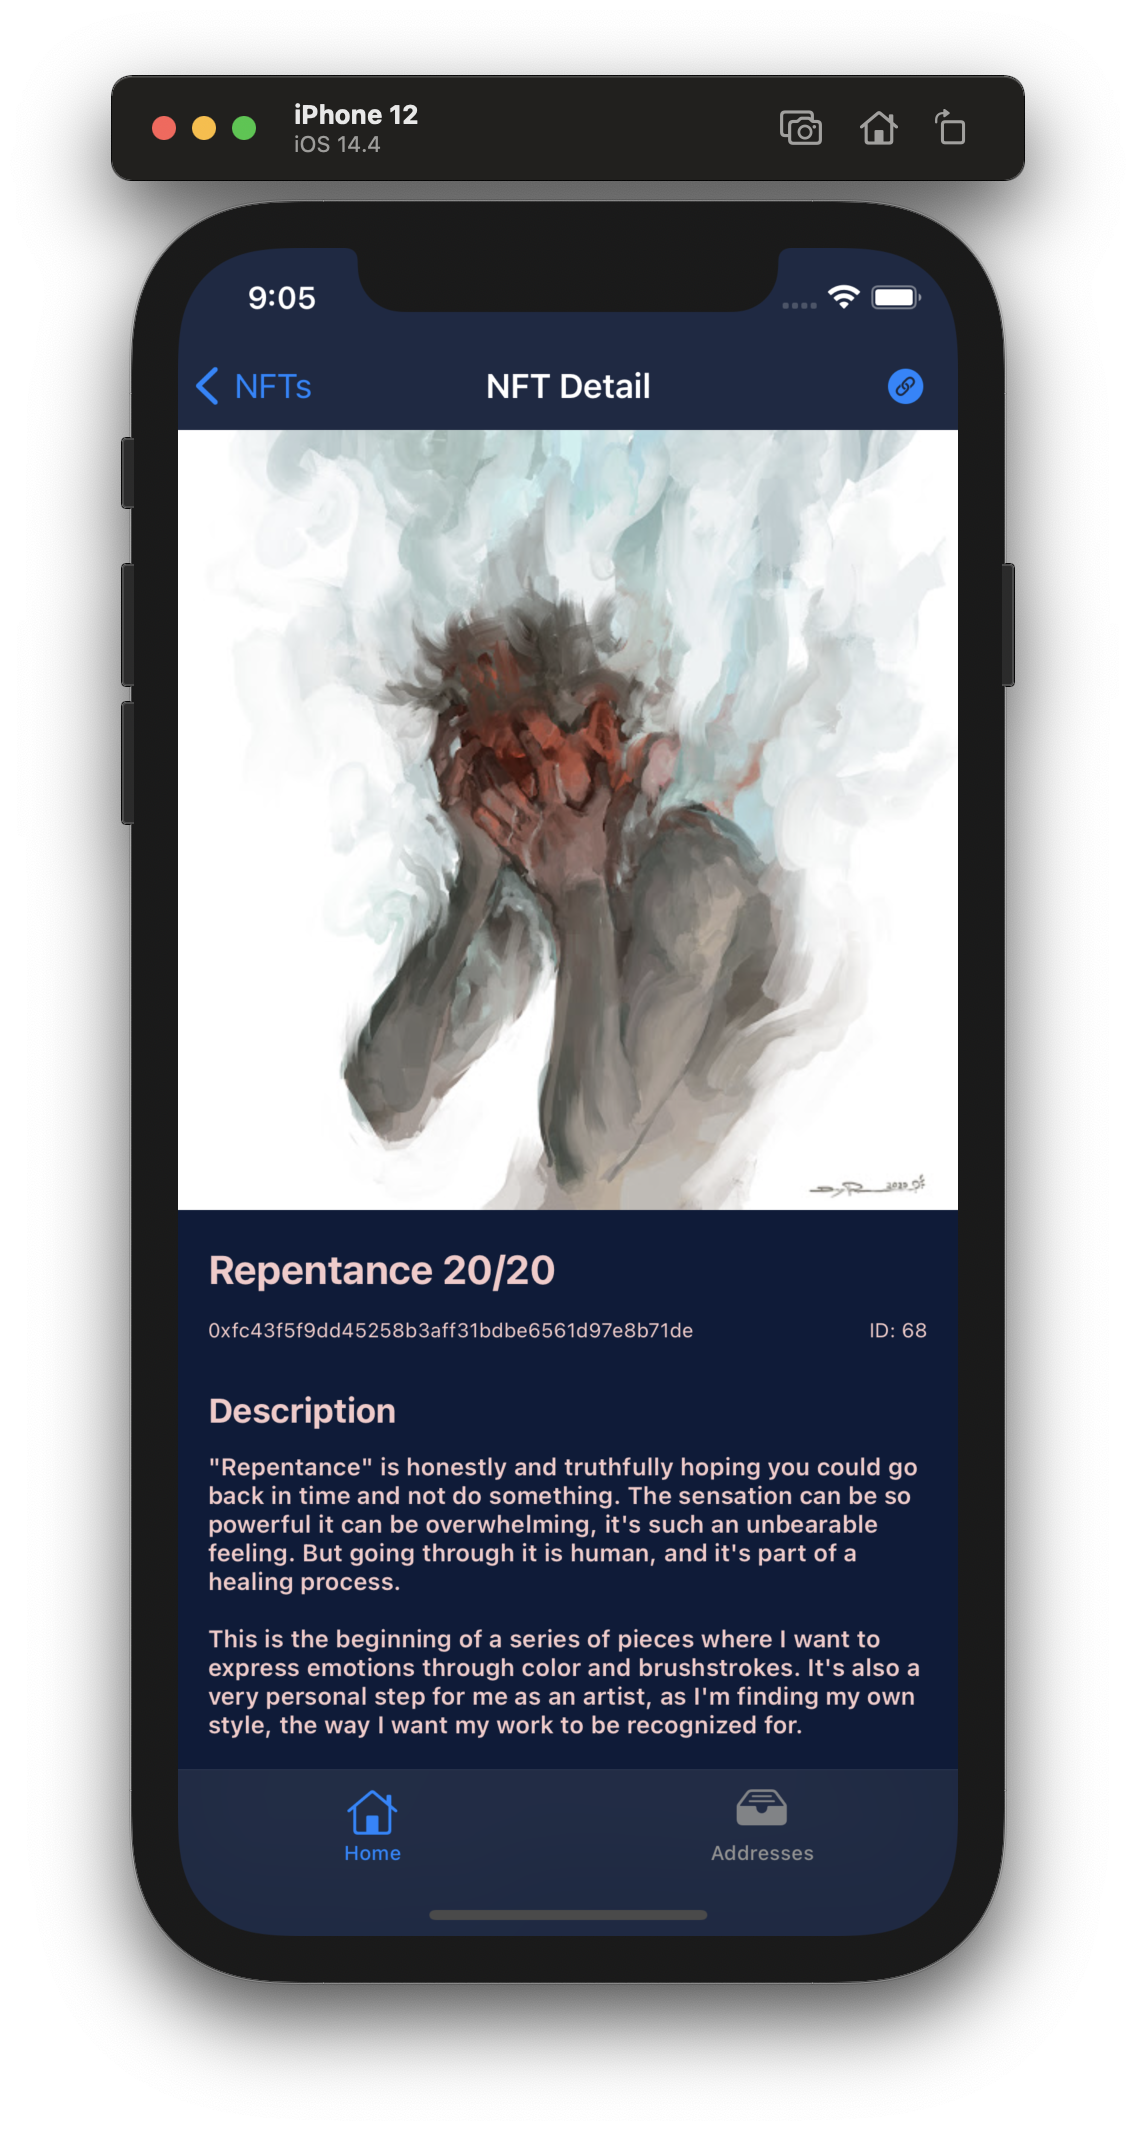 iPhone 12
iOS 14.4
9:05
NFTs
NFT Detail
2020
Repentance 20/20
0xfc43f5f9dd45258b3aff31bdbe6561d97e8b71de
ID: 68
Description
"Repentance" is honestly and truthfully hoping you could go
back in time and not do something. The sensation can be so
powerful it can be overwhelming, it's such an unbearable
feeling. But going through it is human, and it's part of a
healing process.
This is the beginning of a series of pieces where I want to
express emotions through color and brushstrokes. It's also a
very personal step for me as an artist, as I'm finding my own
style, the way I want my work to be recognized for.
Home
Addresses